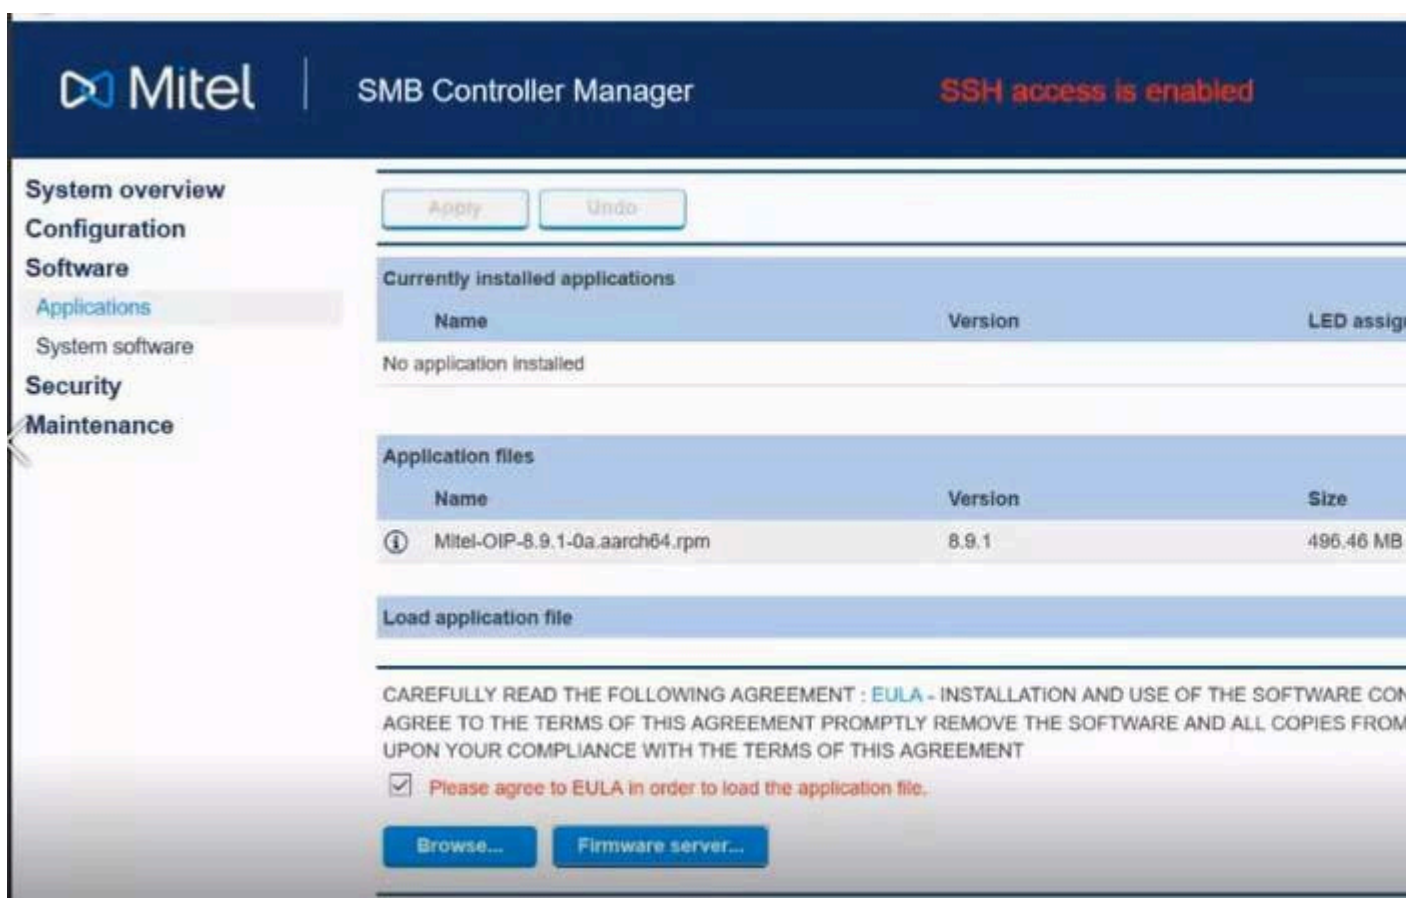 Mitel
SMB Controller Manager
SSH access is enabled
System overview
Configuration
Software
Applications
System software
Security
Maintenance
Apply
Undo
Currently installed applications
Name
Version
LED assig
No application installed
Application files
Name
Version
Size
Mitel-OIP-8.9.1-0a.aarch64.rpm
8.9.1
496.46 MB
Load application file
CAREFULLY READ THE FOLLOWING AGREEMENT : EULA - INSTALLATION AND USE OF THE SOFTWARE CON
AGREE TO THE TERMS OF THIS AGREEMENT PROMPTLY REMOVE THE SOFTWARE AND ALL COPIES FROM
UPON YOUR COMPLIANCE WITH THE TERMS OF THIS AGREEMENT
Please agree to EULA in order to load the application file.
Browse...
Firmware server...